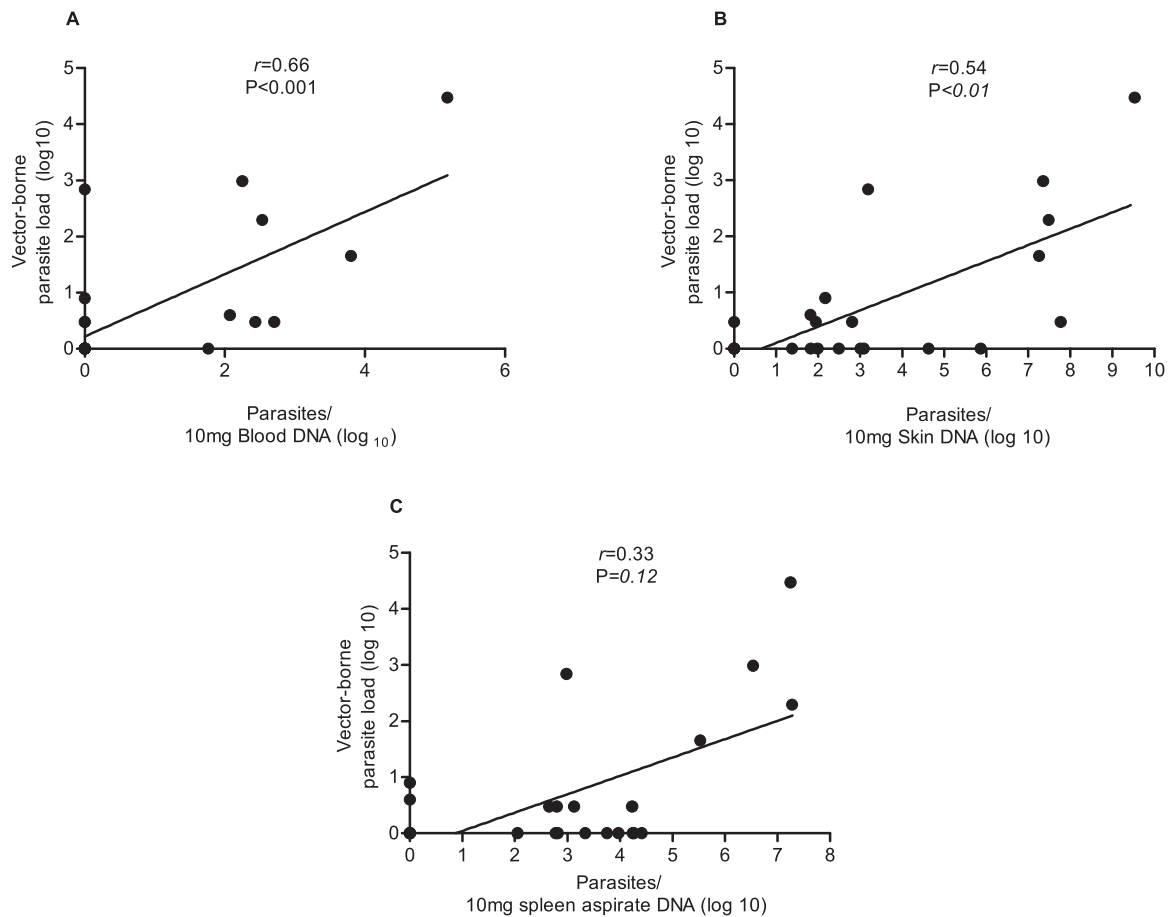 A
r=0.66
P<0.001
5
4
3
2
1
0
0 2 4 6
Vector-borne
parasite load (log10)
Parasites/
10mg Blood DNA (log 10)
B
r=0.54
P<0.01
5
4
3
2
1
0
0 1 2 3 4 5 6 7 8 9 10
Vector-borne
parasite load (log 10)
Parasites/
10mg Skin DNA (log 10)
C
r=0.33
P=0.12
5
4
3
2
1
0
0 1 2 3 4 5 6 7 8
Vector-borne
parasite load (log 10)
Parasites/
10mg spleen aspirate DNA (log 10)